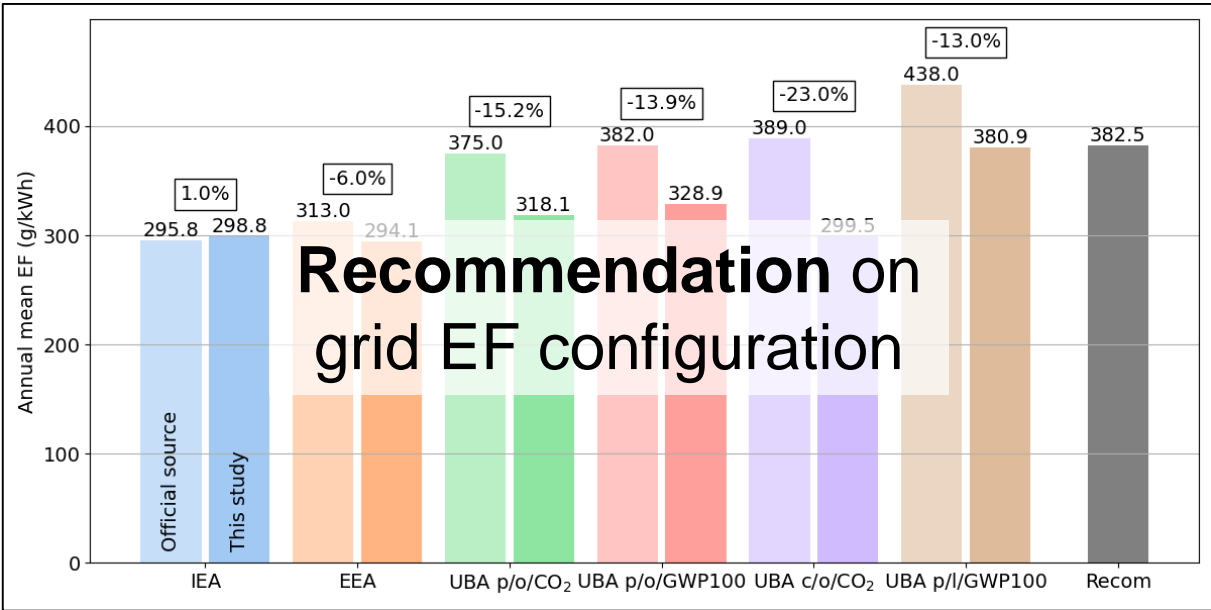 -13.0%
438.0
-23.0%
-13.9%
-15.2%
400
375.0
382.0
389.0
380.9
382.5
-6.0%
1.0%
313.0
318.1
328.9
295.8
298.8
294.1
299.5
300
Annual mean EF (g/kWh)
Recommendation on
grid EF configuration
200
Official source
This study
100
0
IEA
EEA
UBA p/o/CO₂
UBA p/o/GWP100
UBA c/o/CO₂
UBA p/l/GWP100
Recom